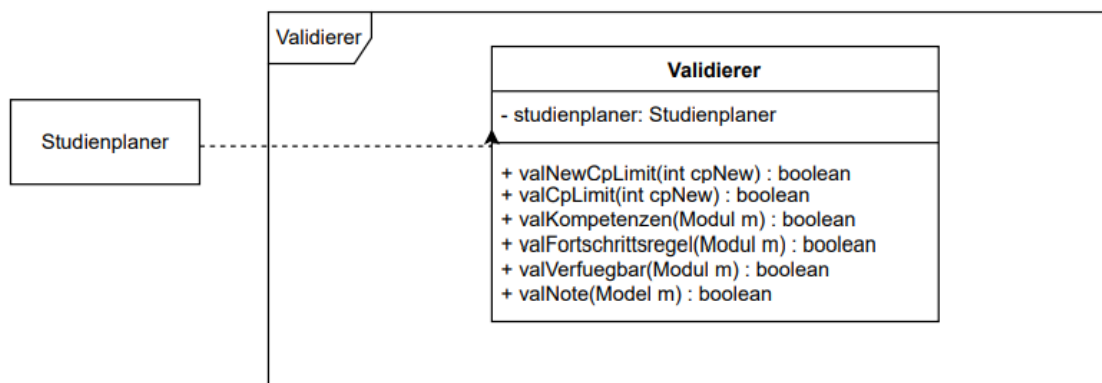 Validierer
Validierer
- studienplaner: Studienplaner
Studienplaner
+ valNewCpLimit(int cpNew) : boolean
+ valCpLimit(int cpNew) : boolean
+ valKompetenzen(Modul m) : boolean
+ valFortschrittsregel(Modul m) : boolean
+ valVerfuegbar(Modul m) : boolean
+ valNote(Model m) : boolean